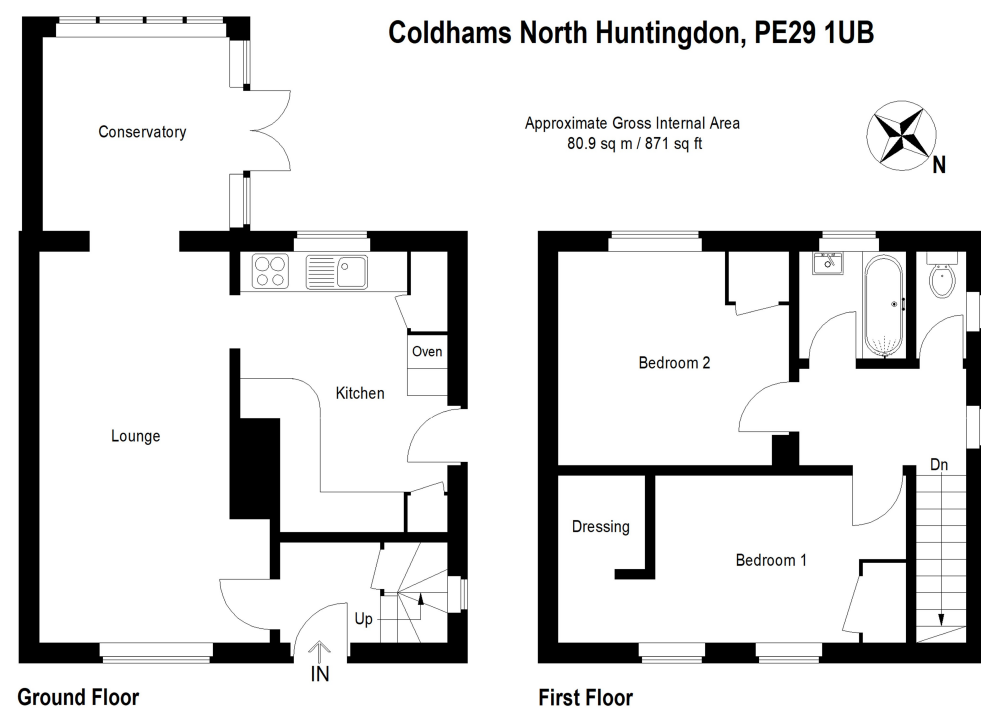 Coldhams North Huntingdon, PE29 1UB
Approximate Gross Internal Area
80.9 sq m / 871 sq ft
N
Conservatory
Oven
Kitchen
Lounge
Up
IN
Ground Floor
Bedroom 2
Dn
Dressing
Bedroom 1
First Floor